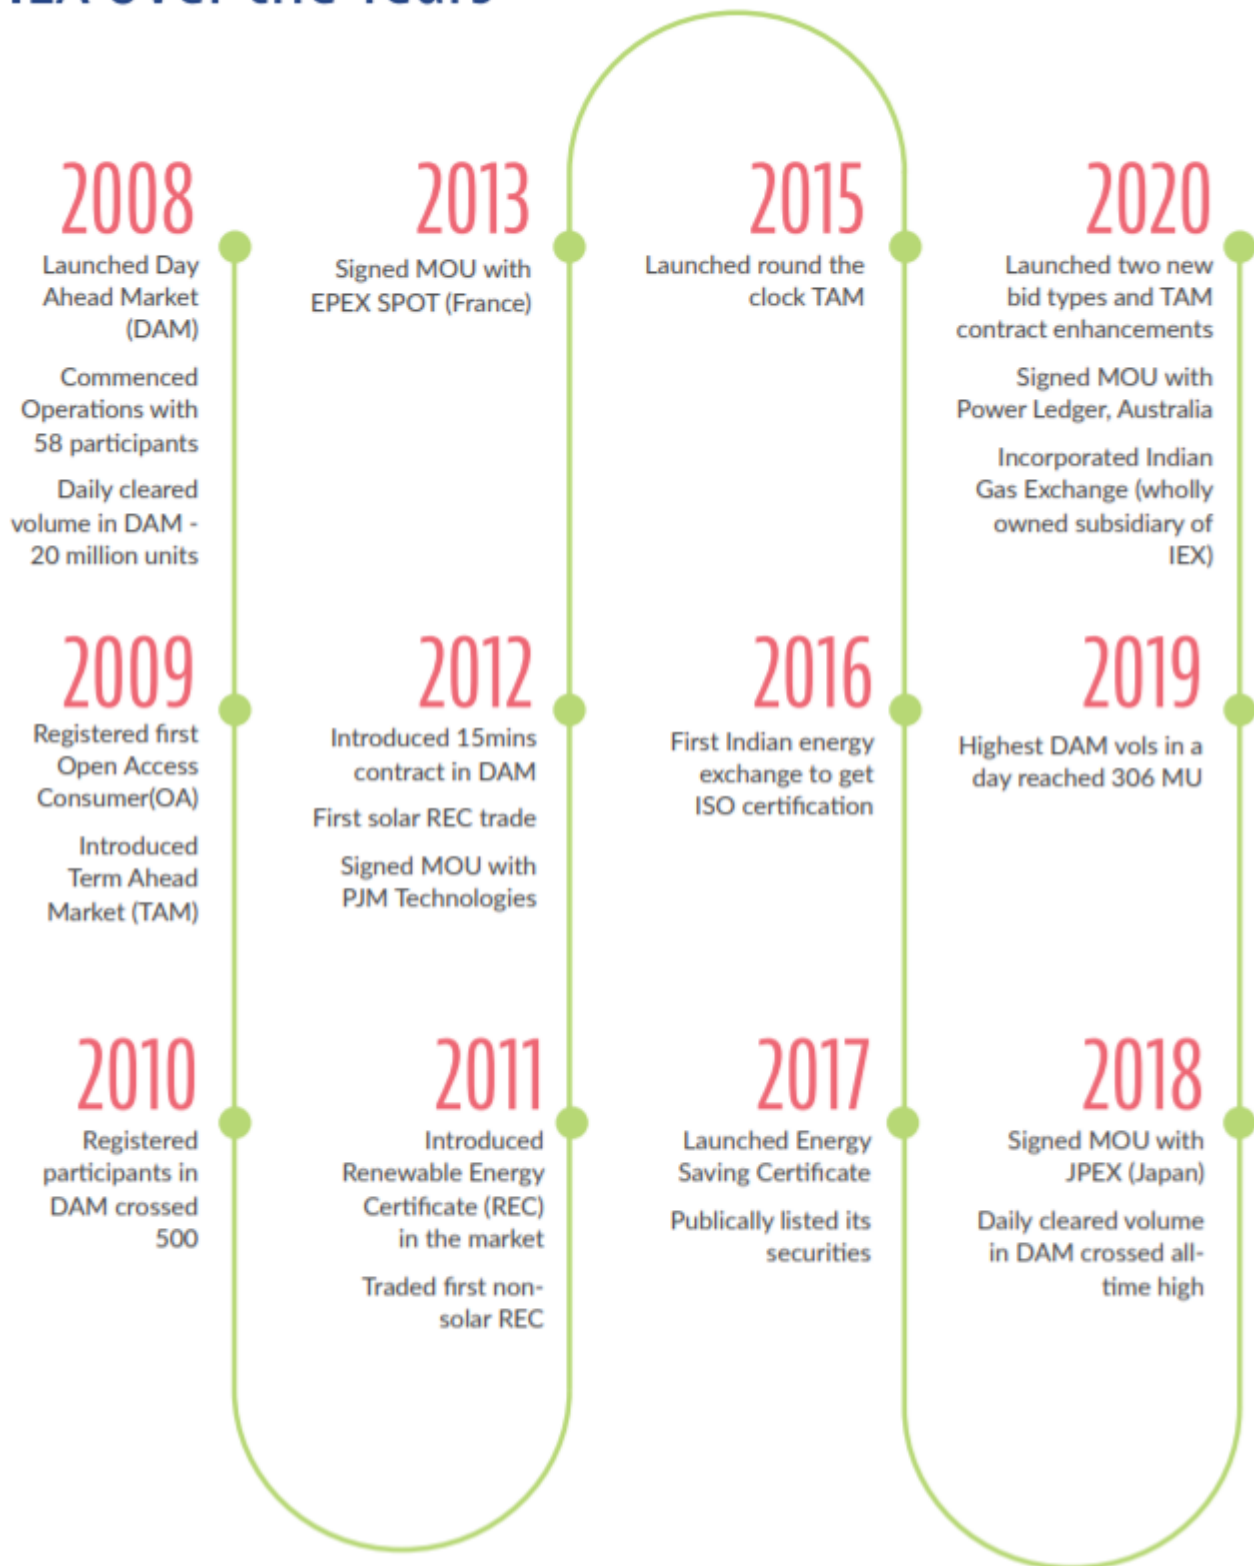 IEX over the Years
2008
Launched Day
Ahead Market
(DAM)
Commenced
Operations with
58 participants
Daily cleared
volume in DAM -
20 million units
2009
Registered first
Open Access
Consumer(OA)
Introduced
Term Ahead
Market (TAM)
2010
Registered
participants in
DAM crossed
500
2011
Introduced
Renewable Energy
Certificate (REC)
in the market
Traded first non-
solar REC
2012
Introduced 15mins
contract in DAM
First solar REC trade
Signed MOU with
PJM Technologies
2013
Signed MOU with
EPEX SPOT (France)
2015
Launched round the
clock TAM
2016
First Indian energy
exchange to get
ISO certification
2017
Launched Energy
Saving Certificate
Publically listed its
securities
2018
Signed MOU with
JPEX (Japan)
Daily cleared volume
in DAM crossed all-
time high
2019
Highest DAM vols in a
day reached 306 MU
2020
Launched two new
bid types and TAM
contract enhancements
Signed MOU with
Power Ledger, Australia
Incorporated Indian
Gas Exchange (wholly
owned subsidiary of
IEX)